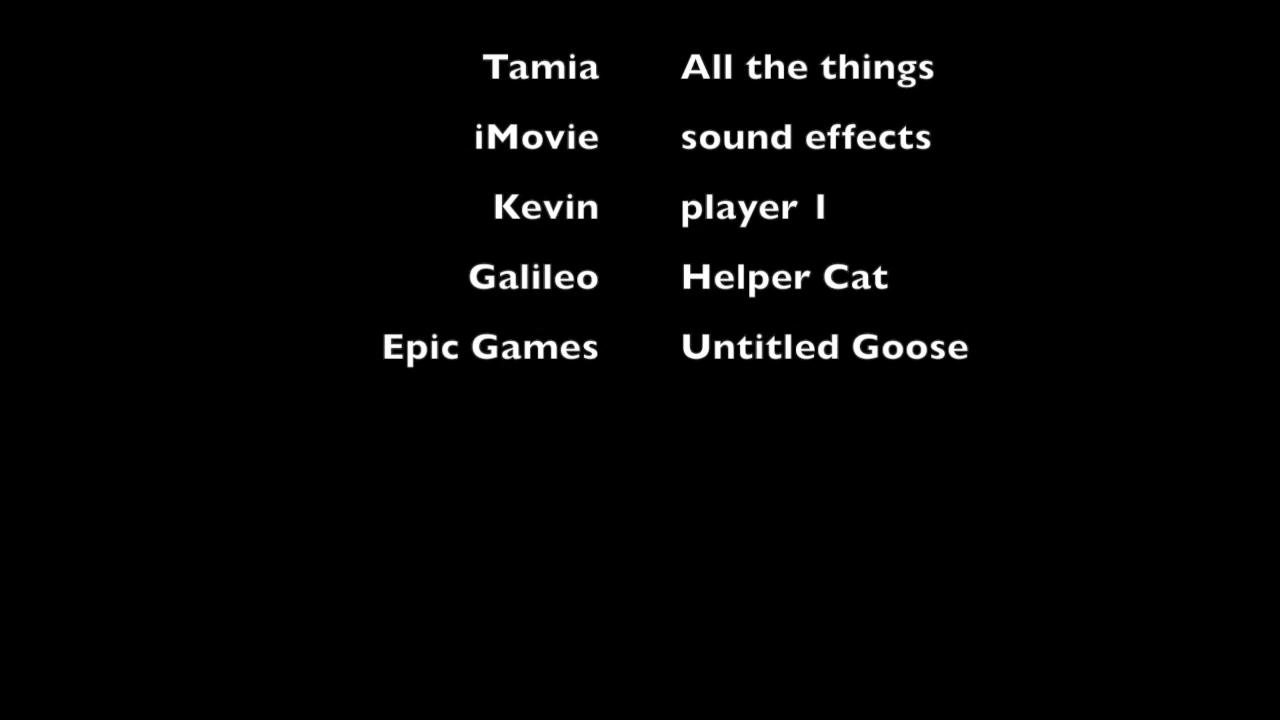 Tamia All the things
iMovie sound effects
Kevin player 1
Galileo Helper Cat
Epic Games Untitled Goose